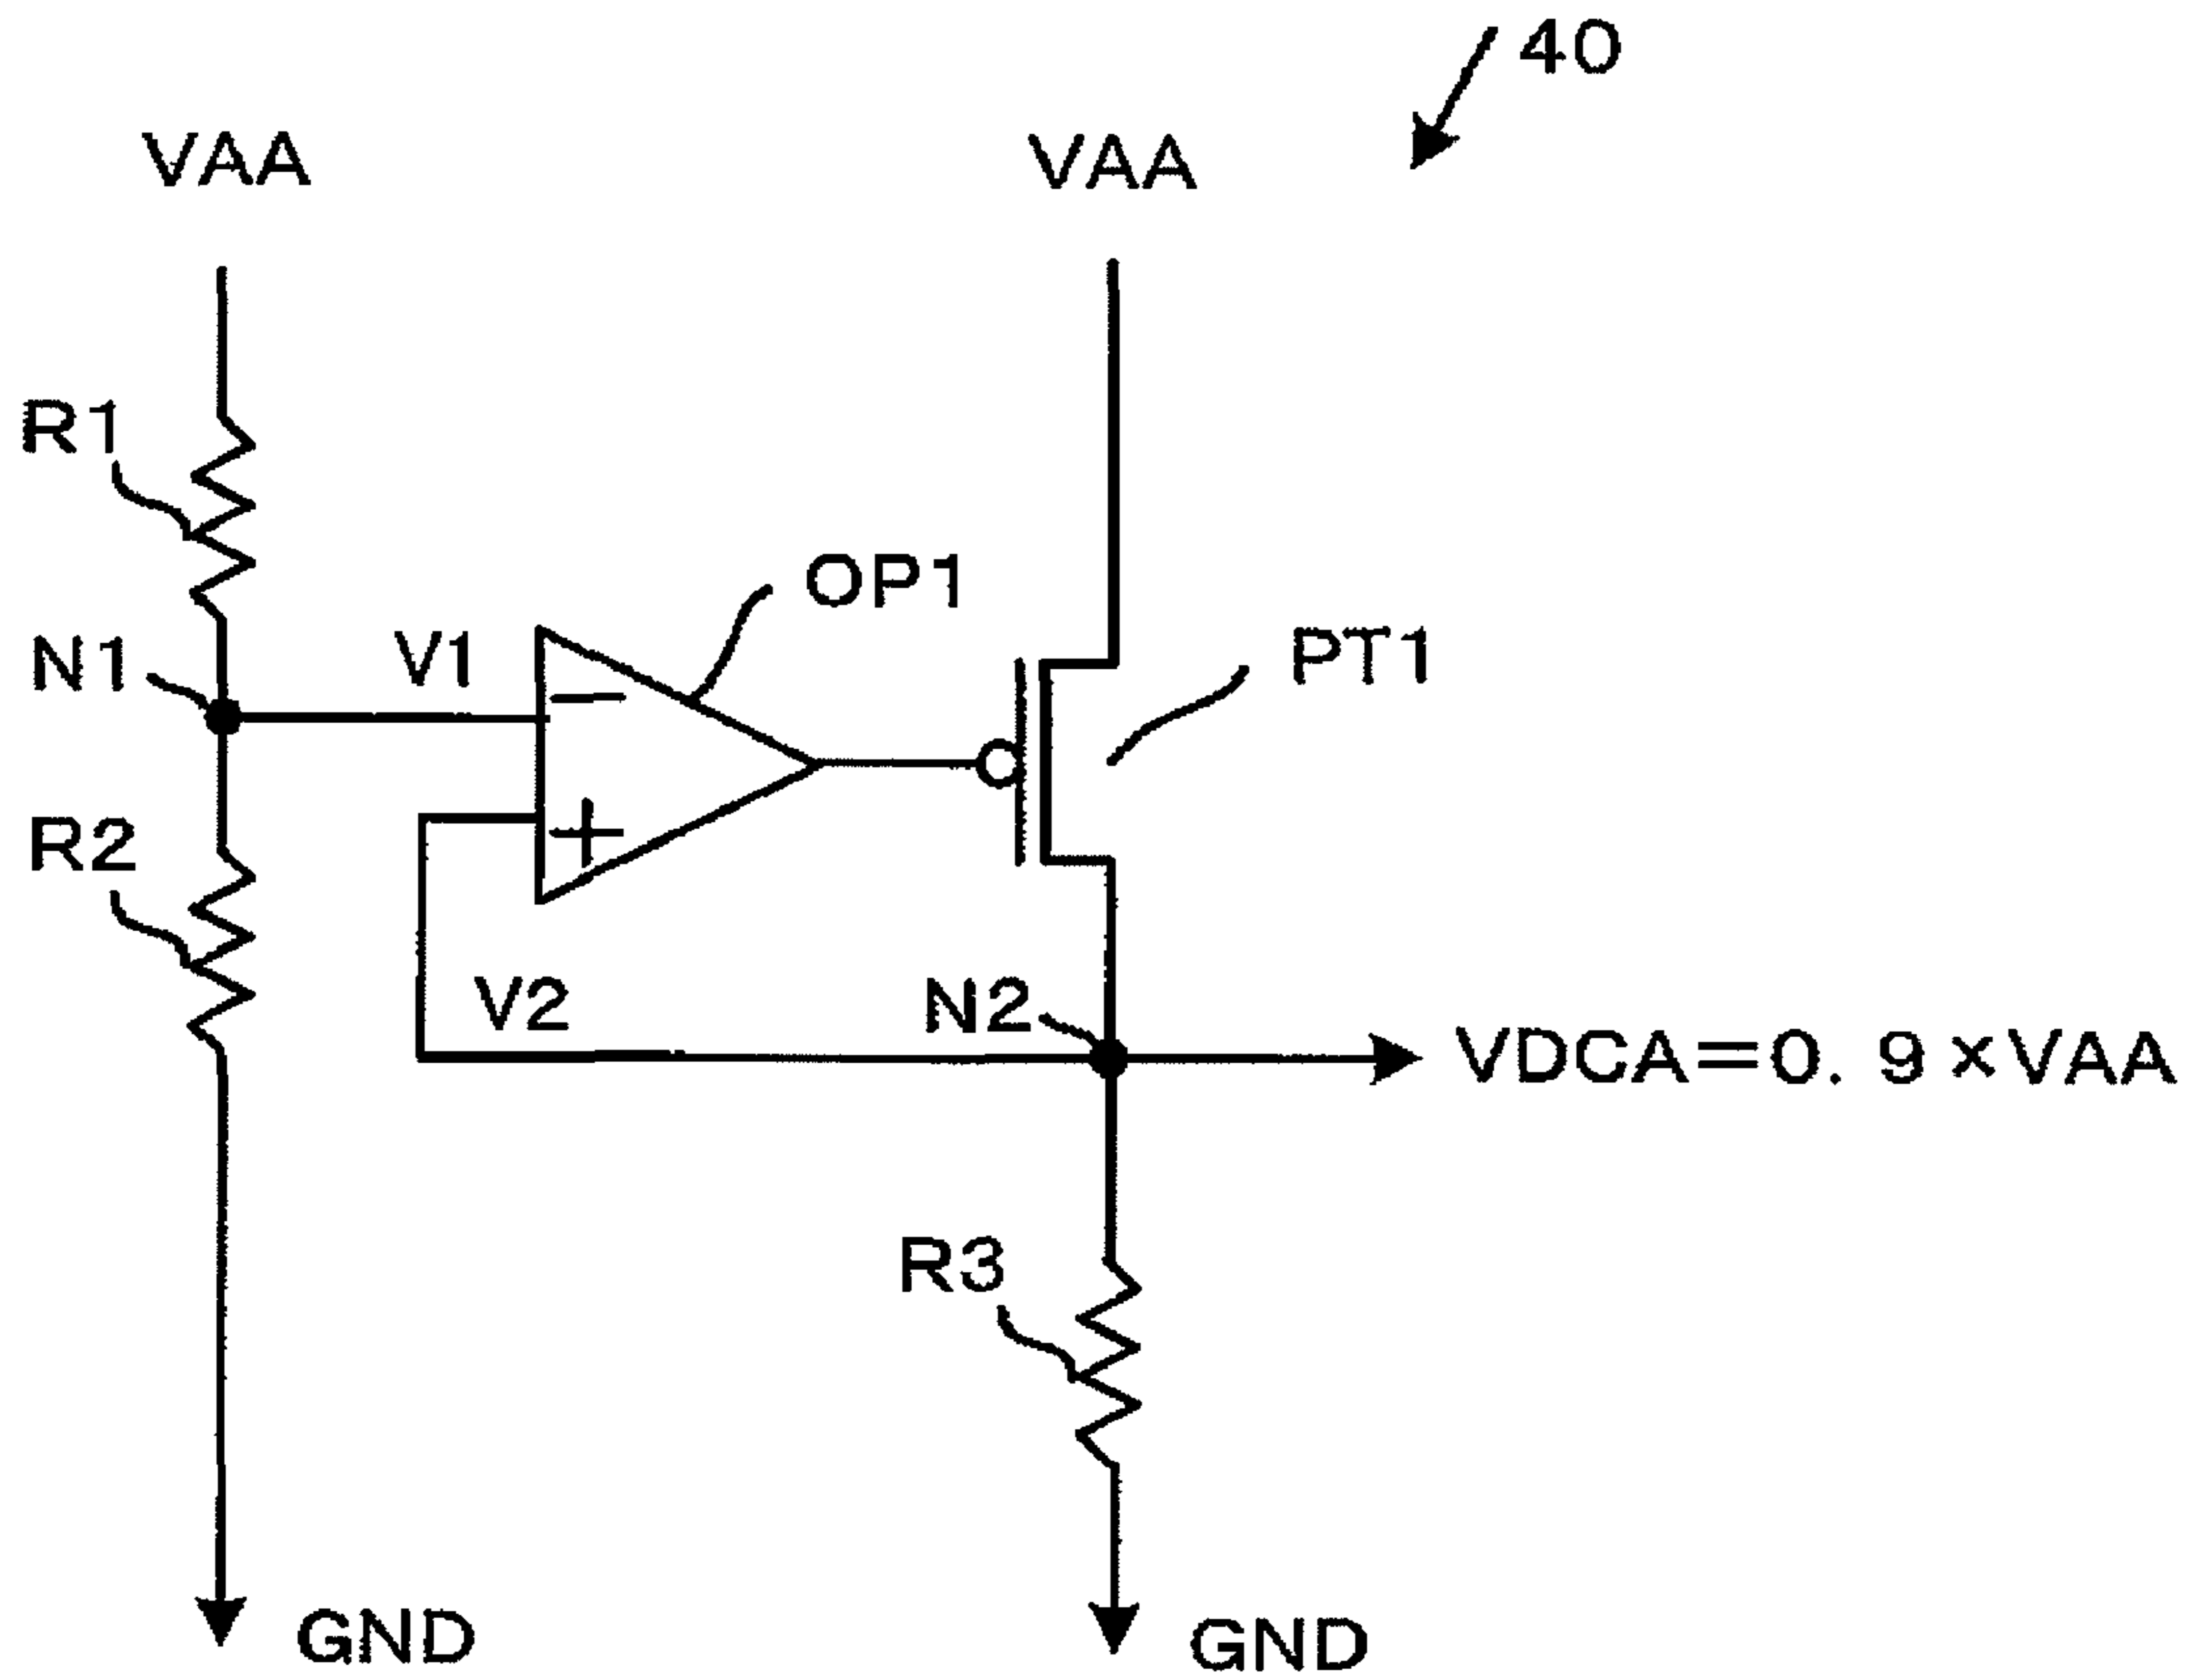 40
VAA
VAA
R1
OP1
N1
V1
PT1
−
R2
+
V2
N2
VDCA=0.9×VAA
R3
GND
GND